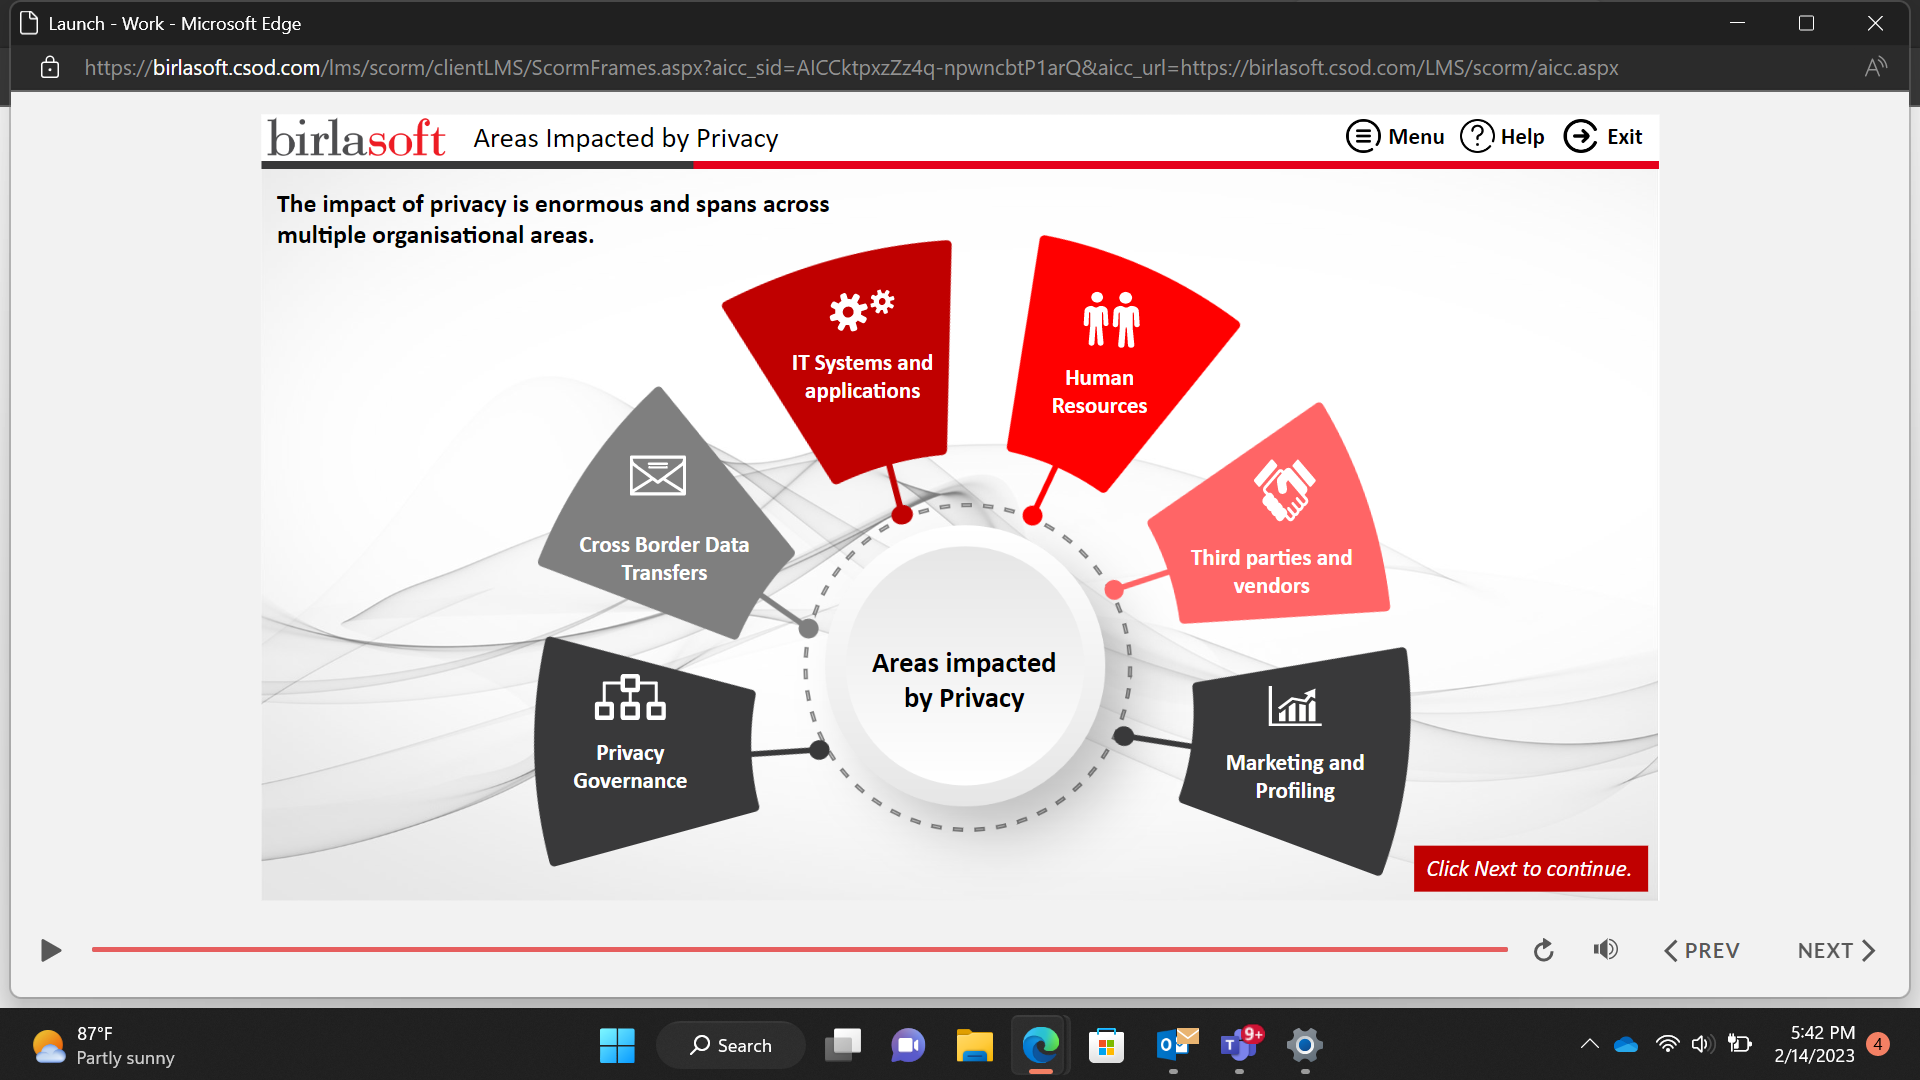 Launch - Work - Microsoft Edge
https://birlasoft.csod.com/lms/scorm/clientLMS/ScormFrames.aspx?aicc_sid=AICCktpxzZz4q-npwncbtP1arQ&aicc_url=https://birlasoft.csod.com/LMS/scorm/aicc.aspx
birlasoft Areas Impacted by Privacy Menu ? Help Exit
The impact of privacy is enormous and spans across
multiple organisational areas.
IT Systems and
applications
Human
Resources
Cross Border Data
Transfers
Third parties and
vendors
Areas impacted
by Privacy
Privacy
Governance
Marketing and
Profiling
Click Next to continue.
PREV NEXT
87°F
Partly sunny
Search
9+
5:42 PM
2/14/2023
4